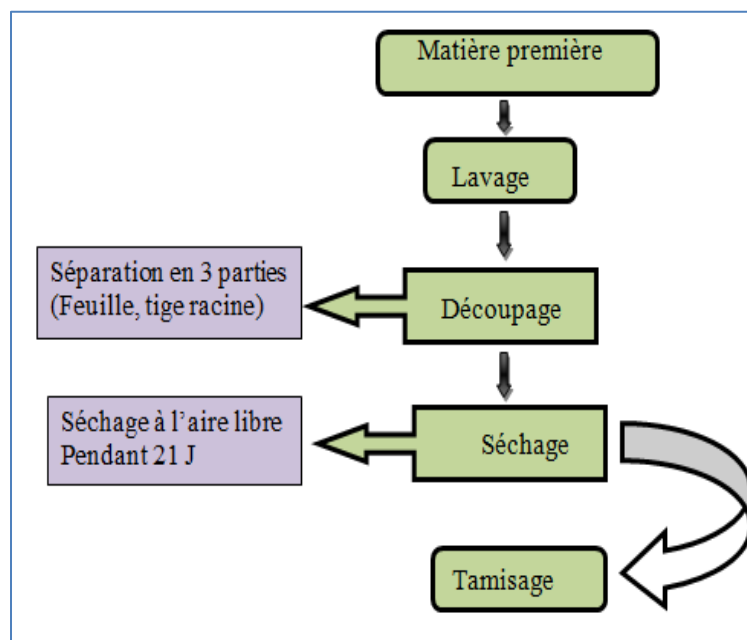 Matière première
Lavage
Séparation en 3 parties
(Feuille, tige racine)
Découpage
Séchage à l'aire libre
Pendant 21 J
Séchage
Tamisage